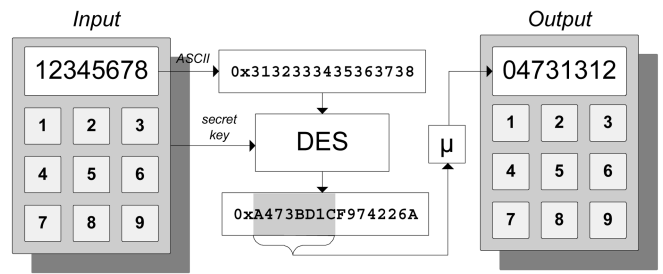 Input
12345678
1 2 3
4 5 6
7 8 9
ASCII
0x3132333435363738
secret
key
DES
0xA473BD1CF974226A
µ
Output
04731312
1 2 3
4 5 6
7 8 9